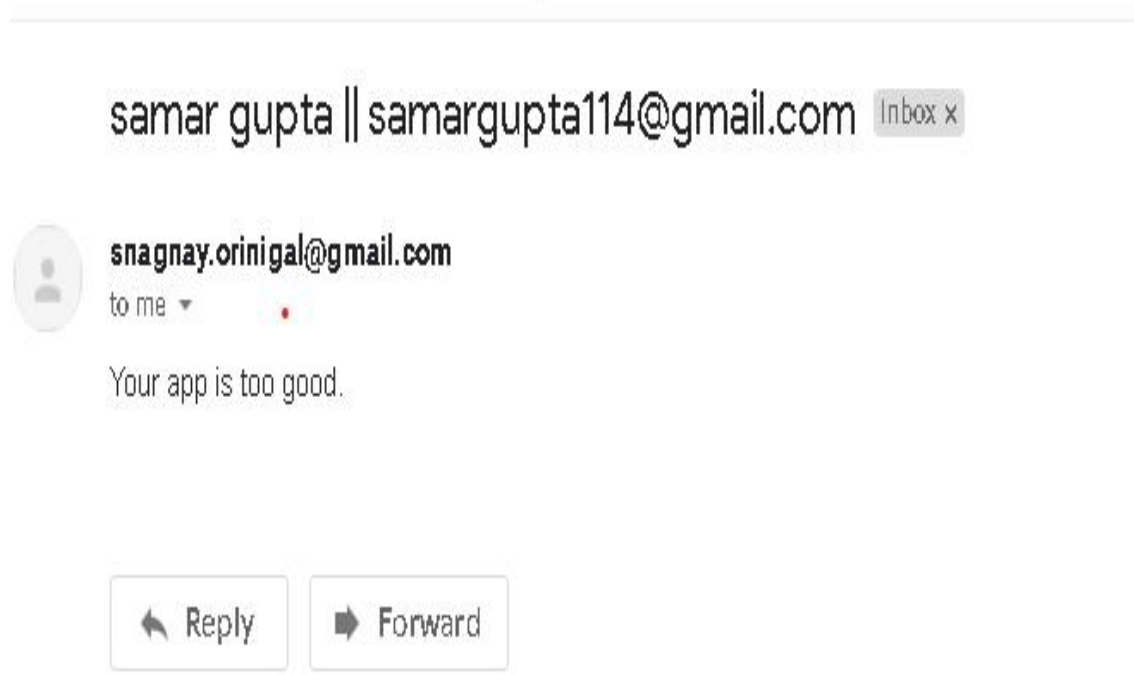 samar gupta || samargupta114@gmail.com Inbox x
snagnay.orinigal@gmail.com
to me
Your app is too good.
Reply Forward